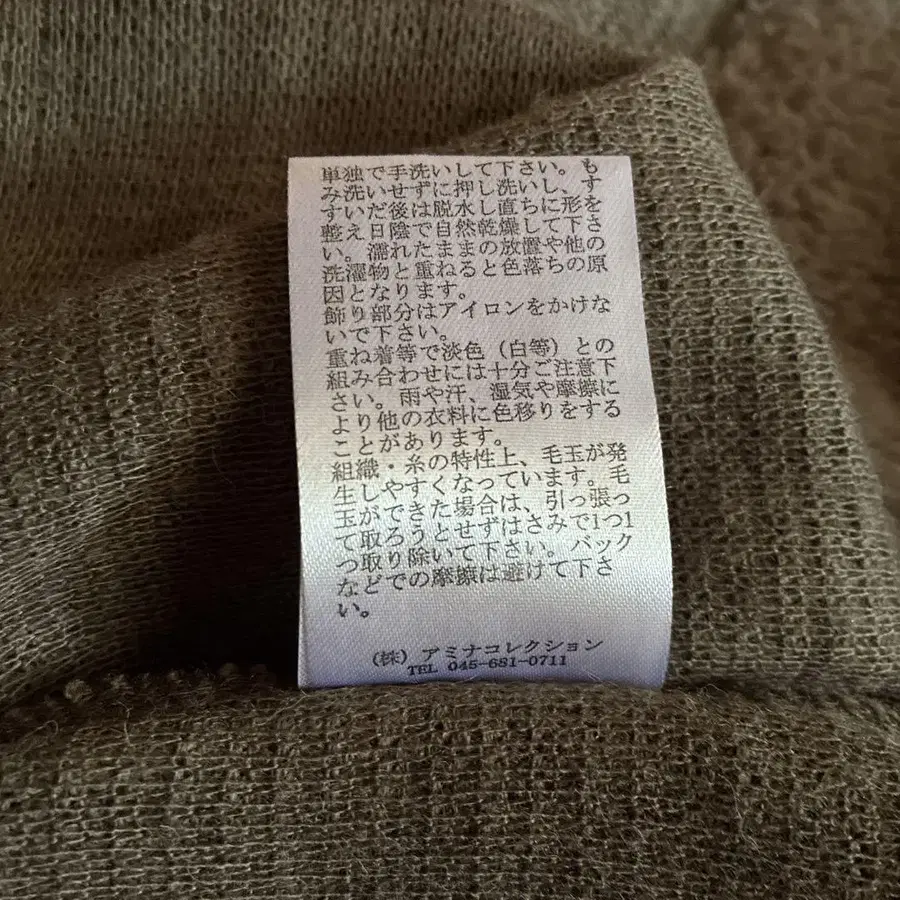 単独で手洗いして下さい。も
み洗いせずに押し洗いし、す
すいだ後は脱水し直ちに形を
整え日陰で自然乾燥して下さ
い。濡れたままの放置や他の
洗濯物と重ねると色落ちの原
因となります。
飾り部分はアイロンをかけな
いで下さい。
重ね着等で淡色（白等）との
組み合わせには十分ご注意下
さい。雨や汗、湿気や摩擦に
より他の衣料に色移りをする
ことがあります。
組織・糸の特性上、毛玉が発
生しやすくなっています。毛
玉ができた場合は、引っ張っ
て取ろうとせずはさみで1つ1
つ取り除いて下さい。バック
などでの摩擦は避けて下さ
い。
（株）アミナコレクション
TEL 045-681-0711